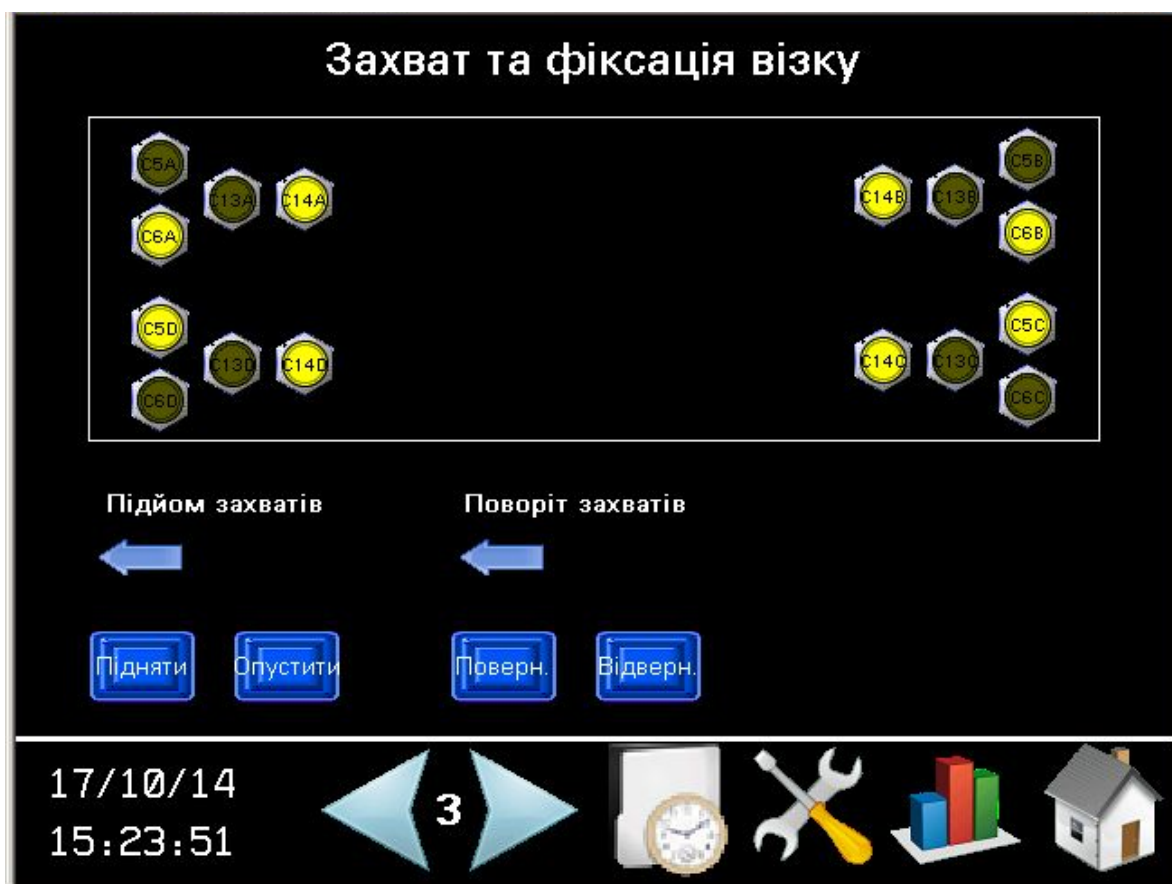 Захват та фіксація візку
C5A
C13A C14A
C6A
C5D
C13D C14D
C6D
C5B
C14B C13B
C6B
C5C
C14C C13C
C6C
Підйом захватів
Поворіт захватів
Підняти
Опустити
Поверн.
Відверн.
17/10/14
15:23:51
3